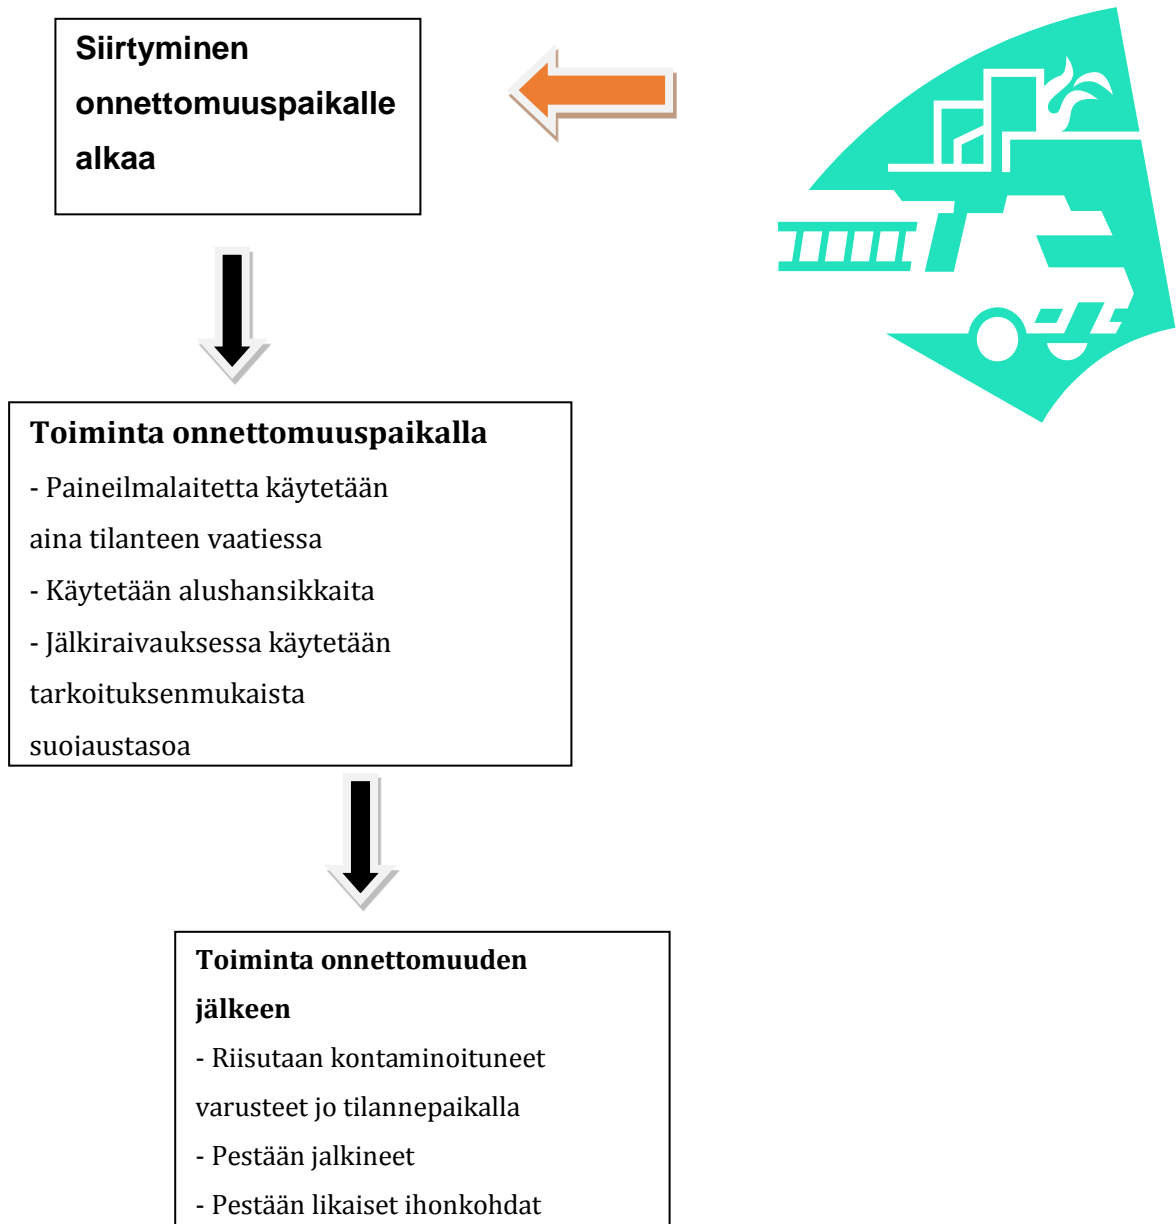 Siirtyminen
onnettomuuspaikalle
alkaa
Toiminta onnettomuuspaikalla
- Paineilmalaitetta käytetään
aina tilanteen vaatiessa
- Käytetään alushansikkaita
- Jälkiraivauksessa käytetään
tarkoituksenmukaista
suojaustasoa
Toiminta onnettomuuden
jälkeen
- Riisutaan kontaminoituneet
varusteet jo tilannepaikalla
- Pestään jalkineet
- Pestään likaiset ihonkohdat